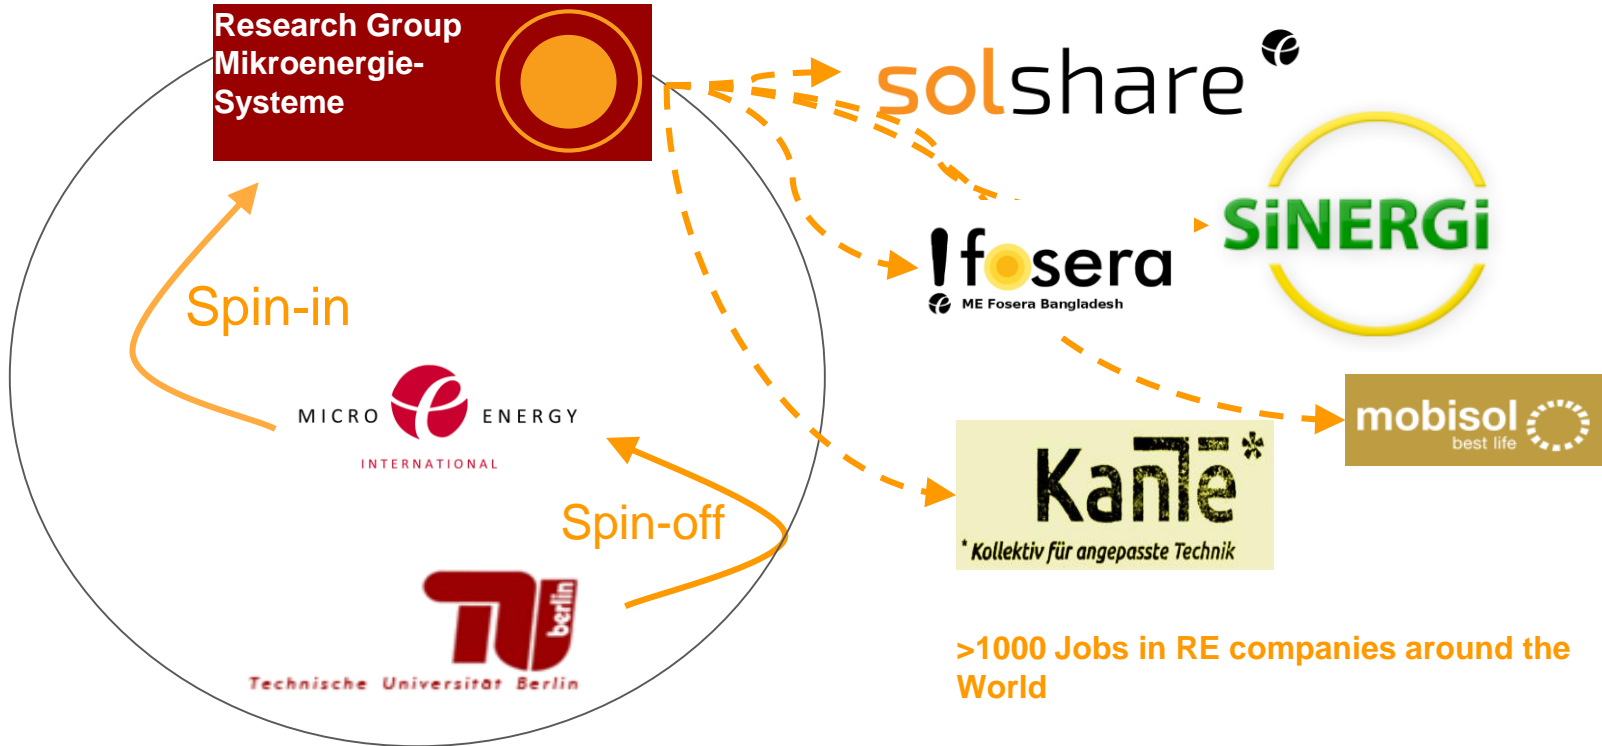 Research Group
Mikroenergie-
Systeme
solshare
SiNERGi
!fosera
ME Fosera Bangladesh
Spin-in
MICRO ENERGY
INTERNATIONAL
mobisol
best life
KanTe*
* Kollektiv für angepasste Technik
Spin-off
berlin
Technische Universität Berlin
>1000 Jobs in RE companies around the
World